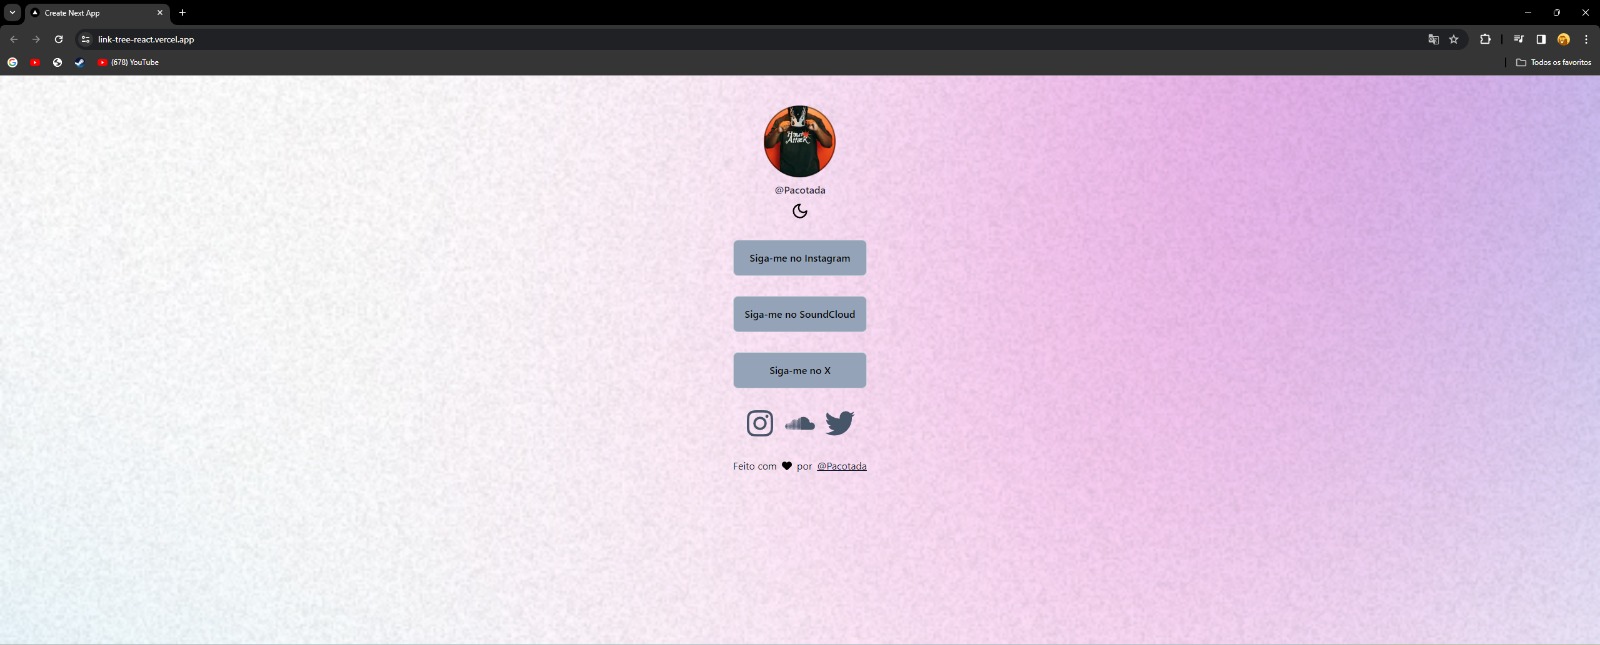 Create Next App
link-tree-react.vercel.app
(678) YouTube
Todos os favoritos
@Pacotada
Siga-me no Instagram
Siga-me no SoundCloud
Siga-me no X
Feito com por @Pacotada